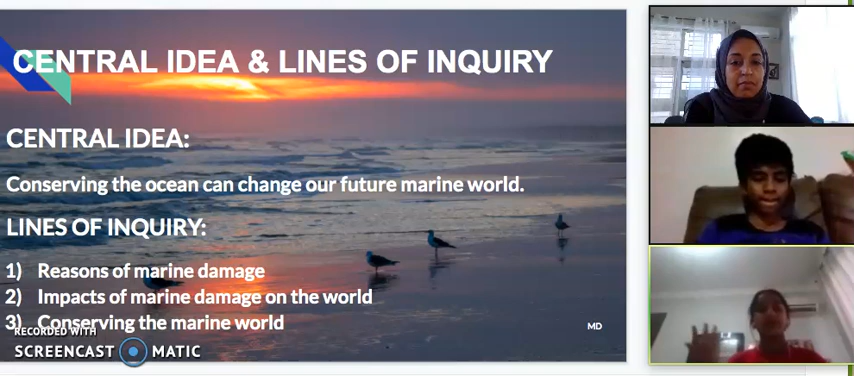 CENTRAL IDEA & LINES OF INQUIRY
CENTRAL IDEA:
Conserving the ocean can change our future marine world.
LINES OF INQUIRY:
1) Reasons of marine damage
2) Impacts of marine damage on the world
3) Conserving the marine world
MD
RECORDED WITH
SCREENCAST MATIC